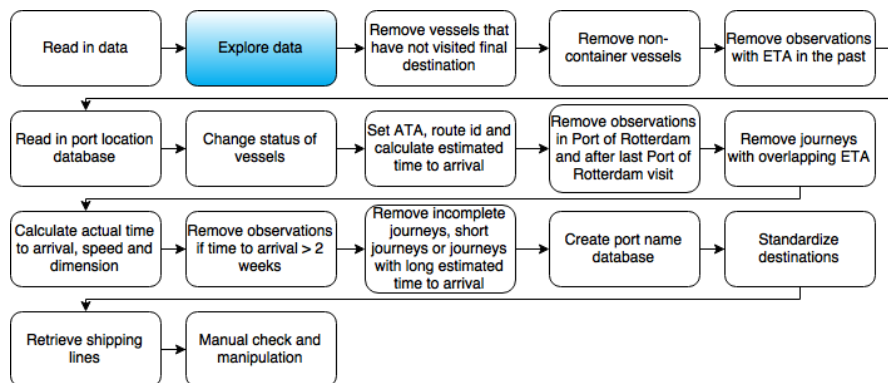 Read in data
Explore data
Remove vessels
that have not
visited final
destination
Remove non-
container vessels
Remove observations
with ETA in the past
Read in port location
database
Change status of
vessels
Set ATA, route id and
calculate estimated
time to arrival
Remove observations
in Port of Rotterdam
and after last Port of
Rotterdam visit
Remove journeys
with overlapping ETA
Calculate actual time
to arrival, speed and
dimension
Remove observations
if time to arrival > 2
weeks
Remove incomplete
journeys, short
journeys or journeys
with long estimated
time to arrival
Create port name
database
Standardize
destinations
Retrieve shipping
lines
Manual check and
manipulation